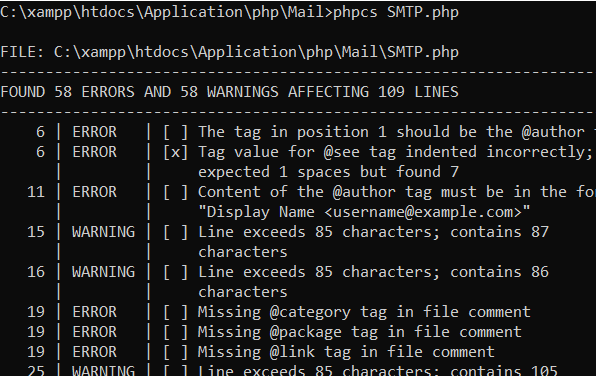 C:\xampp\htdocs\Application\php\Mail>phpcs SMTP.php
FILE: C:\xampp\htdocs\Application\php\Mail\SMTP.php
--------------------------------------------------------------------
FOUND 58 ERRORS AND 58 WARNINGS AFFECTING 109 LINES
--------------------------------------------------------------------
6 | ERROR | [ ] The tag in position 1 should be the @author
6 | ERROR | [x] Tag value for @see tag indented incorrectly;
| | expected 1 spaces but found 7
11 | ERROR | [ ] Content of the @author tag must be in the fo
| | "Display Name <username@example.com>"
15 | WARNING | [ ] Line exceeds 85 characters; contains 87
| | characters
16 | WARNING | [ ] Line exceeds 85 characters; contains 86
| | characters
19 | ERROR | [ ] Missing @category tag in file comment
19 | ERROR | [ ] Missing @package tag in file comment
19 | ERROR | [ ] Missing @link tag in file comment
25 | WARNING | [ ] Line exceeds 85 characters; contains 105